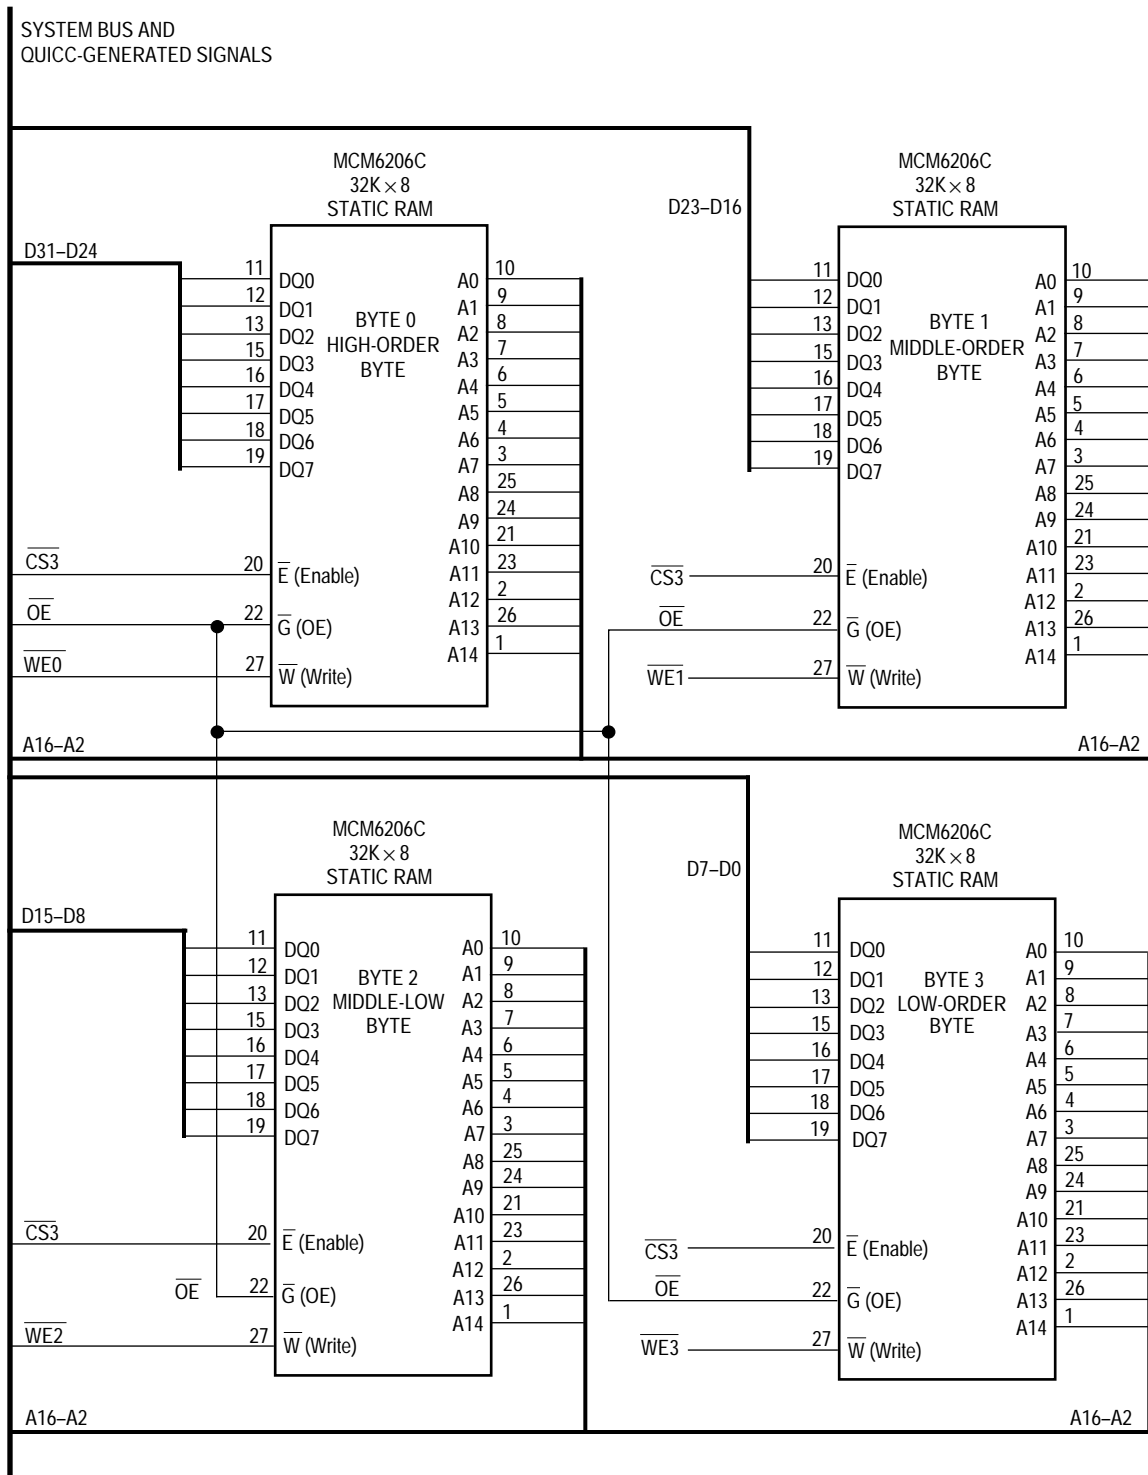 SYSTEM BUS AND
QUICC-GENERATED SIGNALS
MCM6206C
32K × 8
STATIC RAM
D31–D24
BYTE 0
HIGH-ORDER
BYTE
11 DQ0
12 DQ1
13 DQ2
15 DQ3
16 DQ4
17 DQ5
18 DQ6
19 DQ7
A0 10
A1 9
A2 8
A3 7
A4 6
A5 5
A6 4
A7 3
A8 25
A9 24
A10 21
A11 23
A12 2
A13 26
A14 1
C̅S̅3̅ 20 E̅ (Enable)
O̅E̅ 22 G̅ (OE)
W̅E̅0̅ 27 W̅ (Write)
A16–A2
MCM6206C
32K × 8
STATIC RAM
D23–D16
BYTE 1
MIDDLE-ORDER
BYTE
11 DQ0
12 DQ1
13 DQ2
15 DQ3
16 DQ4
17 DQ5
18 DQ6
19 DQ7
A0 10
A1 9
A2 8
A3 7
A4 6
A5 5
A6 4
A7 3
A8 25
A9 24
A10 21
A11 23
A12 2
A13 26
A14 1
C̅S̅3̅ 20 E̅ (Enable)
O̅E̅ 22 G̅ (OE)
W̅E̅1̅ 27 W̅ (Write)
A16–A2
MCM6206C
32K × 8
STATIC RAM
D15–D8
BYTE 2
MIDDLE-LOW
BYTE
11 DQ0
12 DQ1
13 DQ2
15 DQ3
16 DQ4
17 DQ5
18 DQ6
19 DQ7
A0 10
A1 9
A2 8
A3 7
A4 6
A5 5
A6 4
A7 3
A8 25
A9 24
A10 21
A11 23
A12 2
A13 26
A14 1
C̅S̅3̅ 20 E̅ (Enable)
O̅E̅ 22 G̅ (OE)
W̅E̅2̅ 27 W̅ (Write)
A16–A2
MCM6206C
32K × 8
STATIC RAM
D7–D0
BYTE 3
LOW-ORDER
BYTE
11 DQ0
12 DQ1
13 DQ2
15 DQ3
16 DQ4
17 DQ5
18 DQ6
19 DQ7
A0 10
A1 9
A2 8
A3 7
A4 6
A5 5
A6 4
A7 3
A8 25
A9 24
A10 21
A11 23
A12 2
A13 26
A14 1
C̅S̅3̅ 20 E̅ (Enable)
O̅E̅ 22 G̅ (OE)
W̅E̅3̅ 27 W̅ (Write)
A16–A2